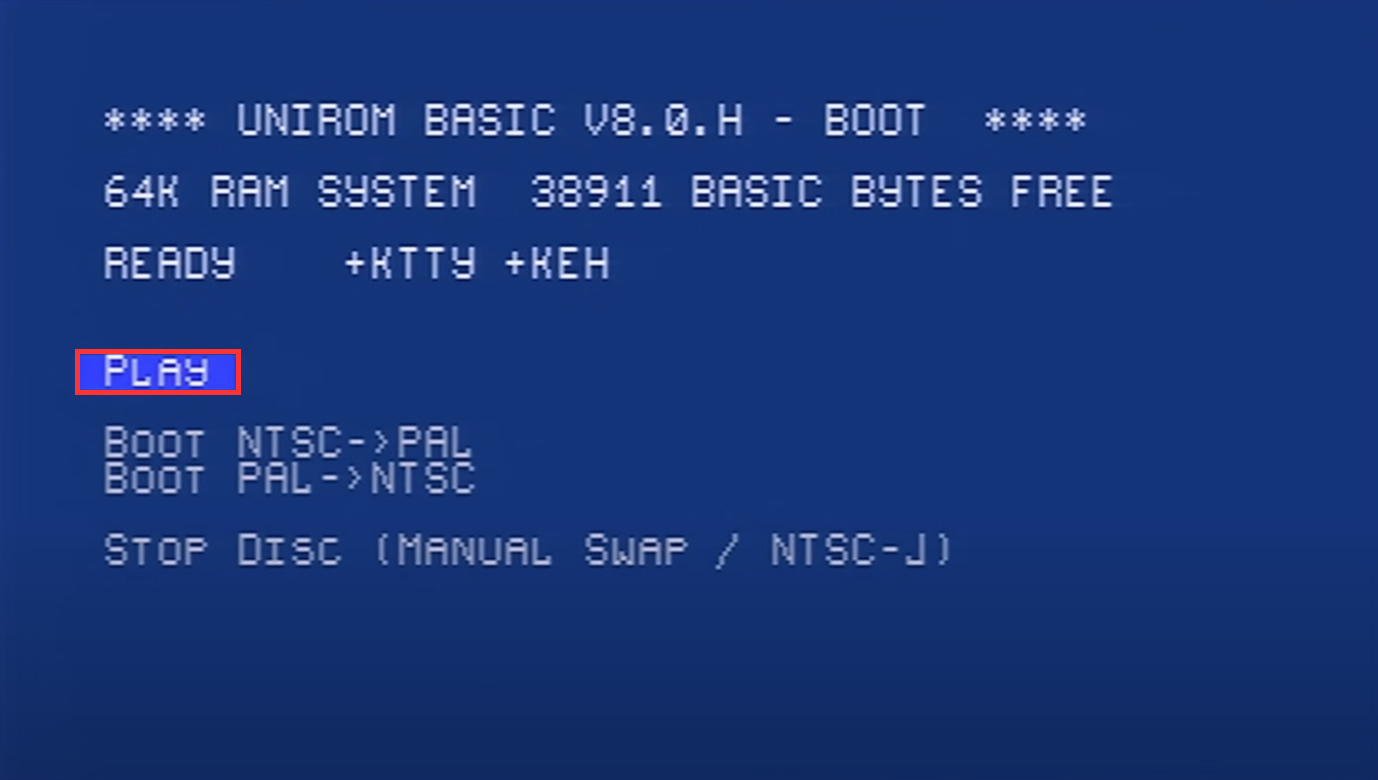 **** UNIROM BASIC V8.0.H - BOOT  ****
64K RAM SYSTEM  38911 BASIC BYTES FREE
READY    +KTTY +KEH
PLAY
BOOT NTSC->PAL
BOOT PAL->NTSC
STOP DISC (MANUAL SWAP / NTSC-J)